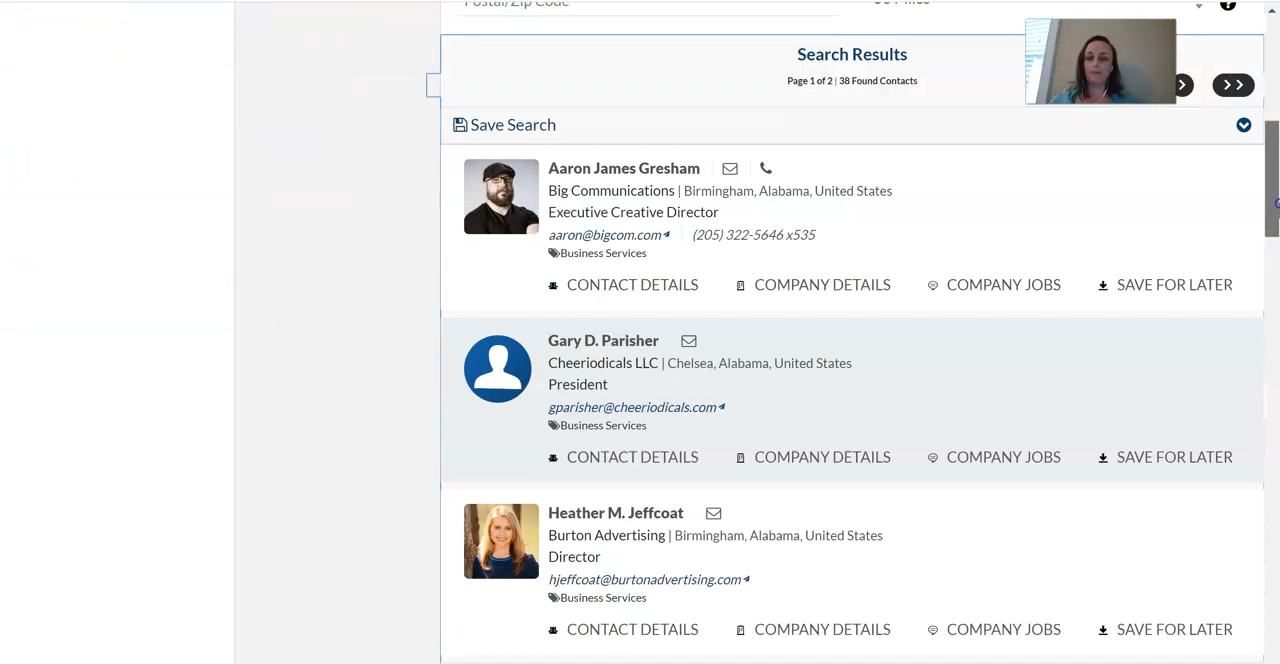 Postal/Zip Code
Search Results
Page 1 of 2 | 38 Found Contacts
Save Search
Aaron James Gresham
Big Communications | Birmingham, Alabama, United States
Executive Creative Director
aaron@bigcom.com (205) 322-5646 x535
Business Services
CONTACT DETAILS COMPANY DETAILS COMPANY JOBS SAVE FOR LATER
Gary D. Parisher
Cheeriodicals LLC | Chelsea, Alabama, United States
President
gparisher@cheeriodicals.com
Business Services
CONTACT DETAILS COMPANY DETAILS COMPANY JOBS SAVE FOR LATER
Heather M. Jeffcoat
Burton Advertising | Birmingham, Alabama, United States
Director
hjeffcoat@burtonadvertising.com
Business Services
CONTACT DETAILS COMPANY DETAILS COMPANY JOBS SAVE FOR LATER